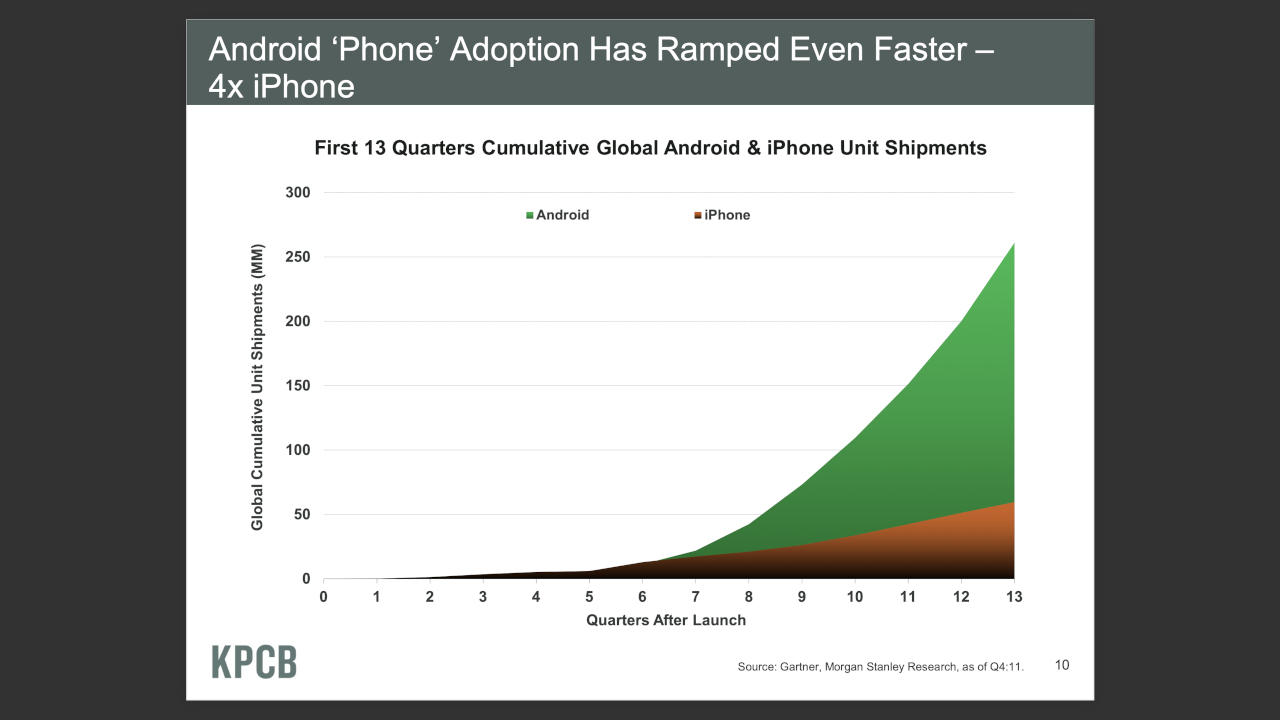 Android ‘Phone’ Adoption Has Ramped Even Faster –
4x iPhone
First 13 Quarters Cumulative Global Android & iPhone Unit Shipments
Global Cumulative Unit Shipments (MM)
300
250
200
150
100
50
0
Android iPhone
0 1 2 3 4 5 6 7 8 9 10 11 12 13
Quarters After Launch
KPCB
Source: Gartner, Morgan Stanley Research, as of Q4:11.
10